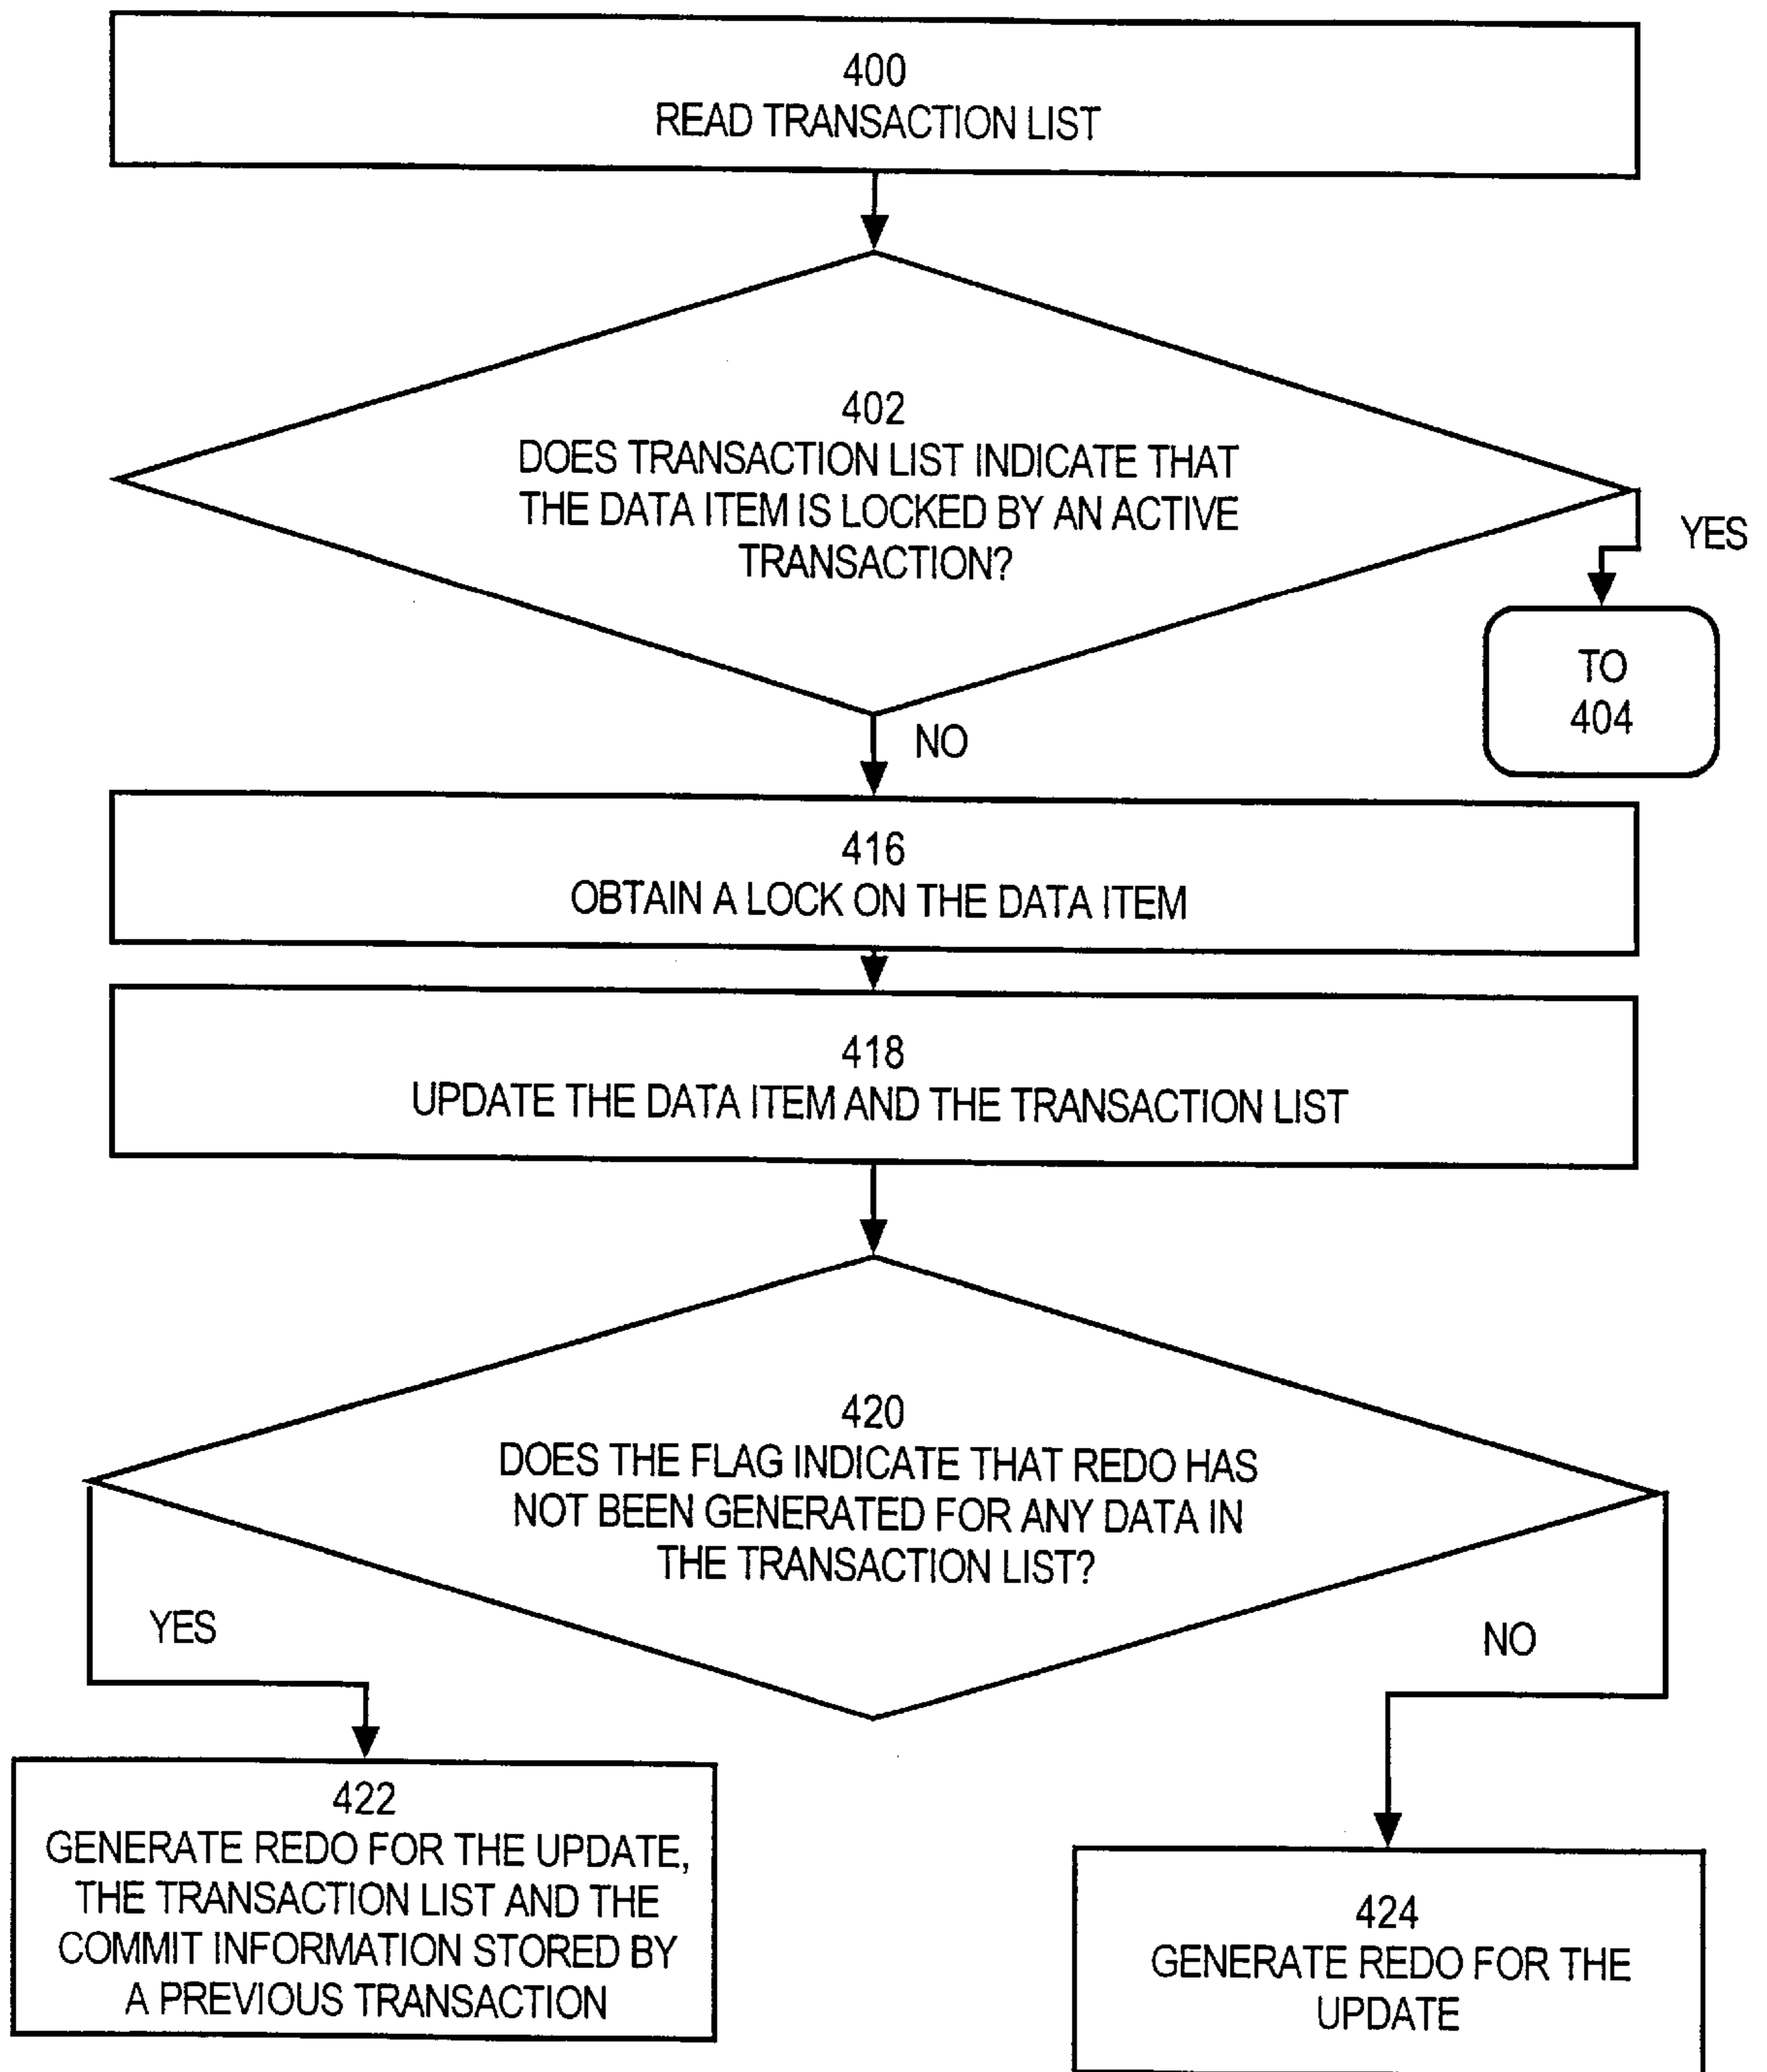 400
READ TRANSACTION LIST
402
DOES TRANSACTION LIST INDICATE THAT
THE DATA ITEM IS LOCKED BY AN ACTIVE
TRANSACTION?
YES
TO
404
NO
416
OBTAIN A LOCK ON THE DATA ITEM
418
UPDATE THE DATA ITEM AND THE TRANSACTION LIST
420
DOES THE FLAG INDICATE THAT REDO HAS
NOT BEEN GENERATED FOR ANY DATA IN
THE TRANSACTION LIST?
YES
NO
422
GENERATE REDO FOR THE UPDATE,
THE TRANSACTION LIST AND THE
COMMIT INFORMATION STORED BY
A PREVIOUS TRANSACTION
424
GENERATE REDO FOR THE
UPDATE